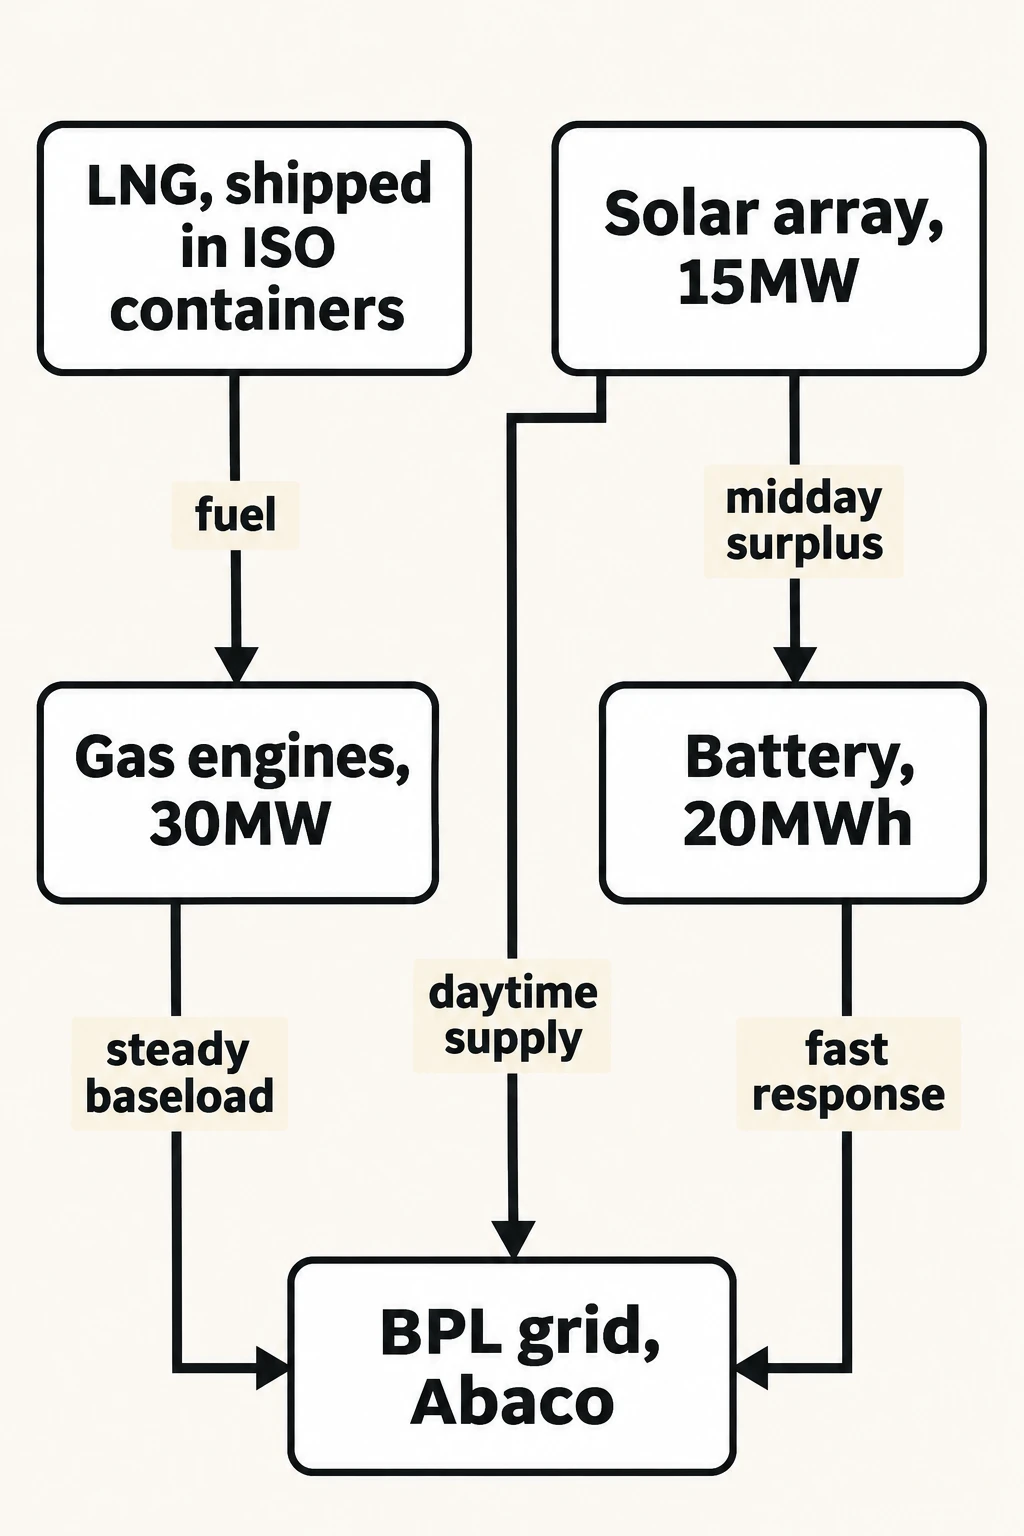 LNG, shipped
in ISO
containers
Solar array,
15MW
fuel
midday
surplus
Gas engines,
30MW
Battery,
20MWh
steady
baseload
daytime
supply
fast
response
BPL grid,
Abaco